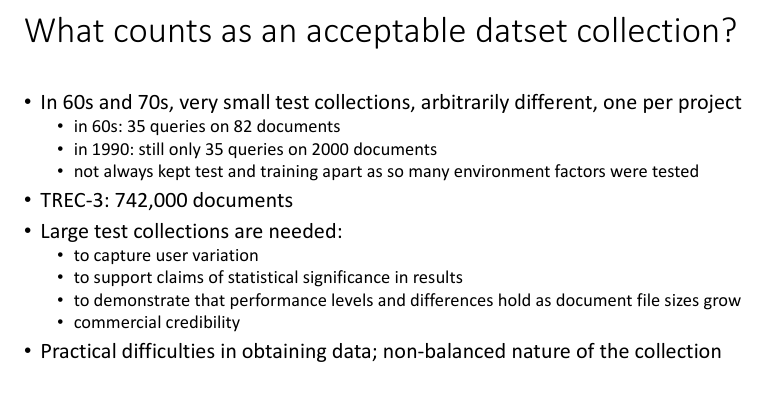 What counts as an acceptable datset collection?
• In 60s and 70s, very small test collections, arbitrarily different, one per project
• in 60s: 35 queries on 82 documents
• in 1990: still only 35 queries on 2000 documents
• not always kept test and training apart as so many environment factors were tested
• TREC-3: 742,000 documents
• Large test collections are needed:
• to capture user variation
• to support claims of statistical significance in results
• to demonstrate that performance levels and differences hold as document file sizes grow
• commercial credibility
• Practical difficulties in obtaining data; non-balanced nature of the collection